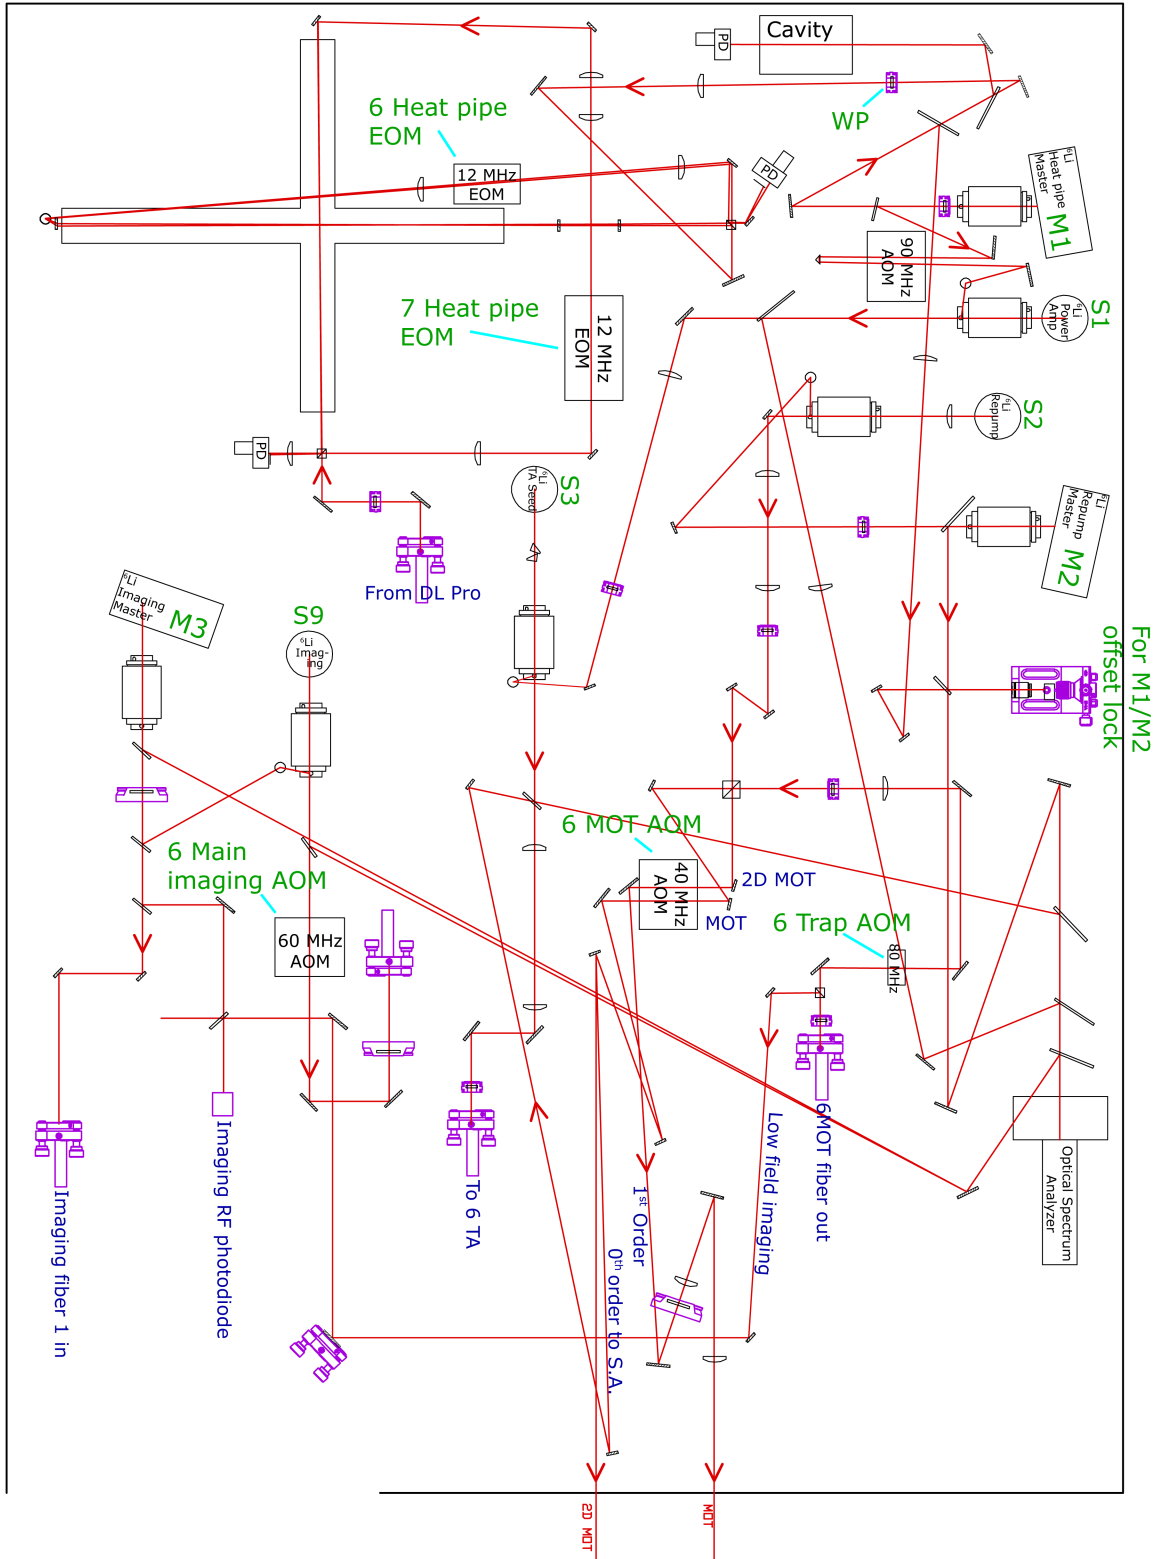 Cavity
PD
6 Heat pipe
EOM
WP
12 MHz
EOM
PD
⁶Li
Heat pipe
Master
M1
90 MHz
AOM
7 Heat pipe
EOM
12 MHz
EOM
⁶Li
Power
Amp
S1
⁶Li
Repump
S2
PD
⁶Li
TA Seed
S3
⁶Li
Repump
Master
M2
From DL Pro
⁶Li
Imaging
Master
M3
S9
⁶Li
Imag-
ing
For M1/M2
offset lock
6 MOT AOM
6 Main
imaging AOM
40 MHz
AOM
2D MOT
MOT
6 Trap AOM
80 MHz
60 MHz
AOM
6MOT fiber out
Low field imaging
Optical Spectrum
Analyzer
Imaging RF photodiode
Imaging fiber 1 in
To 6 TA
1st Order
0th order to S.A.
2D MOT
MOT